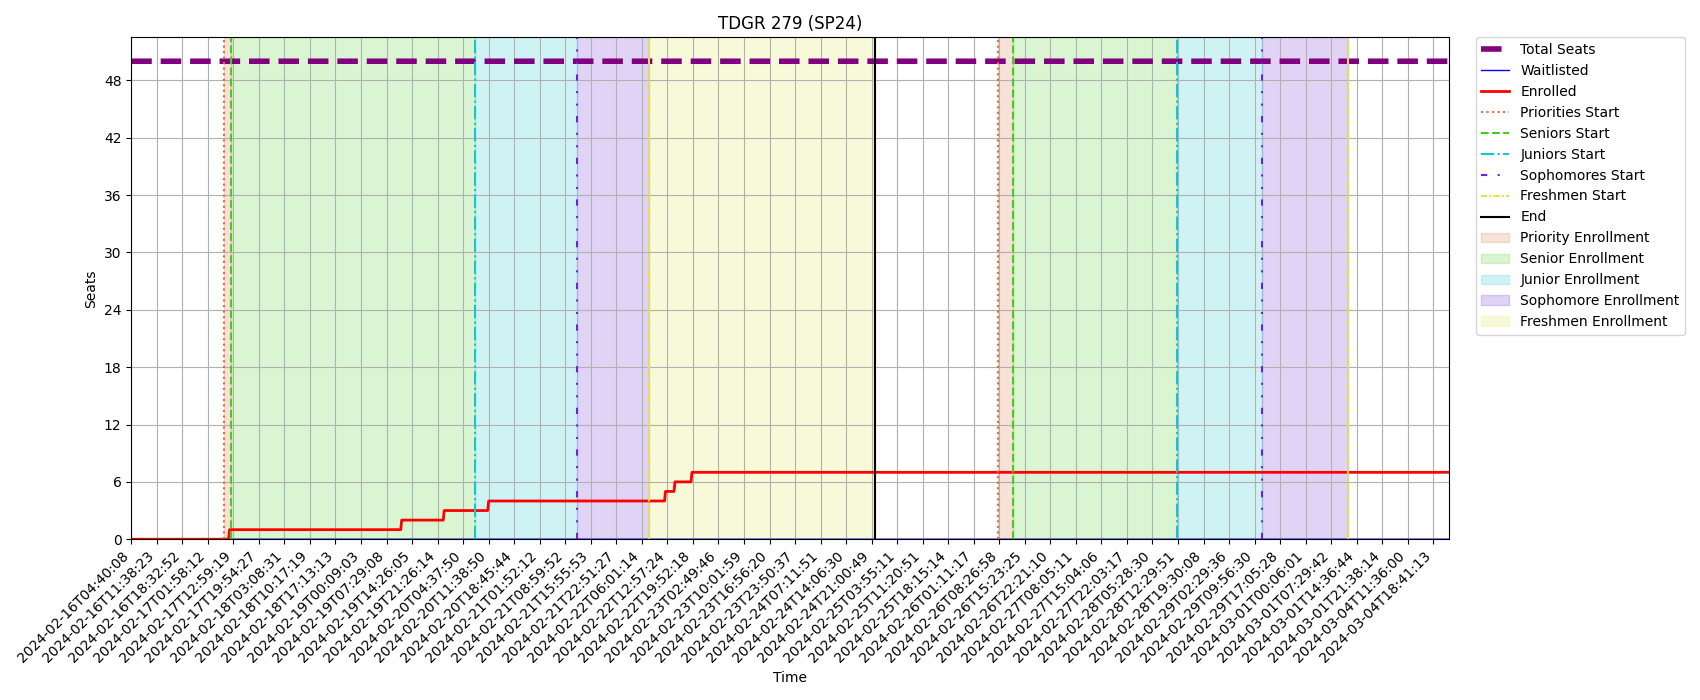 TDGR 279 (SP24)
Seats
48
42
36
30
24
18
12
6
0
2024-02-16T04:40:08
2024-02-16T11:38:23
2024-02-16T18:32:52
2024-02-17T01:58:12
2024-02-17T12:59:19
2024-02-17T19:54:27
2024-02-18T03:08:31
2024-02-18T10:17:19
2024-02-18T17:13:13
2024-02-19T00:09:03
2024-02-19T07:29:08
2024-02-19T14:26:05
2024-02-19T21:26:14
2024-02-20T04:37:50
2024-02-20T11:38:50
2024-02-20T18:45:44
2024-02-21T01:52:12
2024-02-21T08:59:52
2024-02-21T15:55:53
2024-02-21T22:51:27
2024-02-22T06:01:14
2024-02-22T12:57:24
2024-02-22T19:52:18
2024-02-23T02:49:46
2024-02-23T10:01:59
2024-02-23T16:56:20
2024-02-23T23:50:37
2024-02-24T07:11:51
2024-02-24T14:06:30
2024-02-24T21:00:49
2024-02-25T03:55:11
2024-02-25T11:20:51
2024-02-25T18:15:14
2024-02-26T01:11:17
2024-02-26T08:26:58
2024-02-26T15:23:25
2024-02-26T22:21:10
2024-02-27T08:05:11
2024-02-27T15:04:06
2024-02-27T22:03:17
2024-02-28T05:28:30
2024-02-28T12:29:51
2024-02-28T19:30:08
2024-02-29T02:29:36
2024-02-29T09:56:30
2024-02-29T17:05:28
2024-03-01T00:06:01
2024-03-01T07:29:42
2024-03-01T14:36:44
2024-03-01T21:38:14
2024-03-04T11:36:00
2024-03-04T18:41:13
Time
Total Seats
Waitlisted
Enrolled
Priorities Start
Seniors Start
Juniors Start
Sophomores Start
Freshmen Start
End
Priority Enrollment
Senior Enrollment
Junior Enrollment
Sophomore Enrollment
Freshmen Enrollment